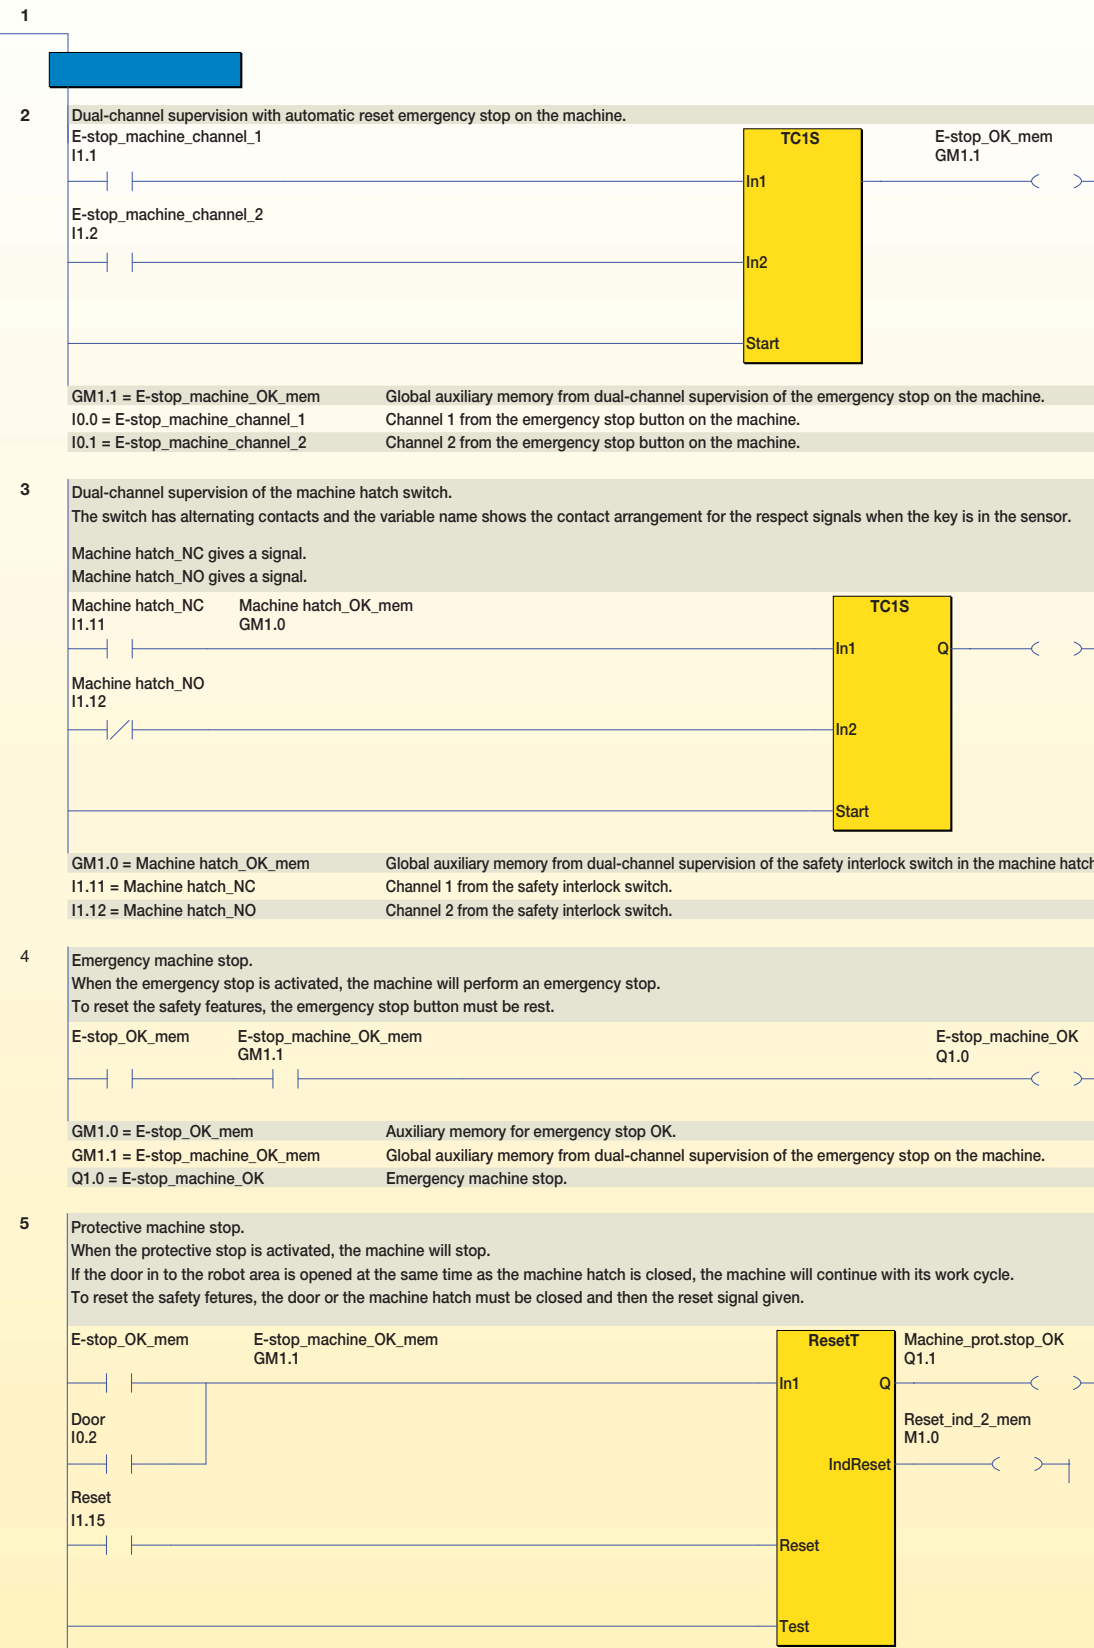 1
2
Dual-channel supervision with automatic reset emergency stop on the machine.
E-stop_machine_channel_1
I1.1
TC1S
E-stop_OK_mem
GM1.1
In1
E-stop_machine_channel_2
I1.2
In2
Start
GM1.1 = E-stop_machine_OK_mem Global auxiliary memory from dual-channel supervision of the emergency stop on the machine.
I0.0 = E-stop_machine_channel_1 Channel 1 from the emergency stop button on the machine.
I0.1 = E-stop_machine_channel_2 Channel 2 from the emergency stop button on the machine.
3
Dual-channel supervision of the machine hatch switch.
The switch has alternating contacts and the variable name shows the contact arrangement for the respect signals when the key is in the sensor.
Machine hatch_NC gives a signal.
Machine hatch_NO gives a signal.
Machine hatch_NC
I1.11
Machine hatch_OK_mem
GM1.0
TC1S
In1 Q
Machine hatch_NO
I1.12
In2
Start
GM1.0 = Machine hatch_OK_mem Global auxiliary memory from dual-channel supervision of the safety interlock switch in the machine hatch
I1.11 = Machine hatch_NC Channel 1 from the safety interlock switch.
I1.12 = Machine hatch_NO Channel 2 from the safety interlock switch.
4
Emergency machine stop.
When the emergency stop is activated, the machine will perform an emergency stop.
To reset the safety features, the emergency stop button must be rest.
E-stop_OK_mem
E-stop_machine_OK_mem
GM1.1
E-stop_machine_OK
Q1.0
GM1.0 = E-stop_OK_mem Auxiliary memory for emergency stop OK.
GM1.1 = E-stop_machine_OK_mem Global auxiliary memory from dual-channel supervision of the emergency stop on the machine.
Q1.0 = E-stop_machine_OK Emergency machine stop.
5
Protective machine stop.
When the protective stop is activated, the machine will stop.
If the door in to the robot area is opened at the same time as the machine hatch is closed, the machine will continue with its work cycle.
To reset the safety fetures, the door or the machine hatch must be closed and then the reset signal given.
E-stop_OK_mem
E-stop_machine_OK_mem
GM1.1
ResetT
Machine_prot.stop_OK
Q1.1
In1 Q
Door
I0.2
Reset_ind_2_mem
M1.0
IndReset
Reset
I1.15
Reset
Test